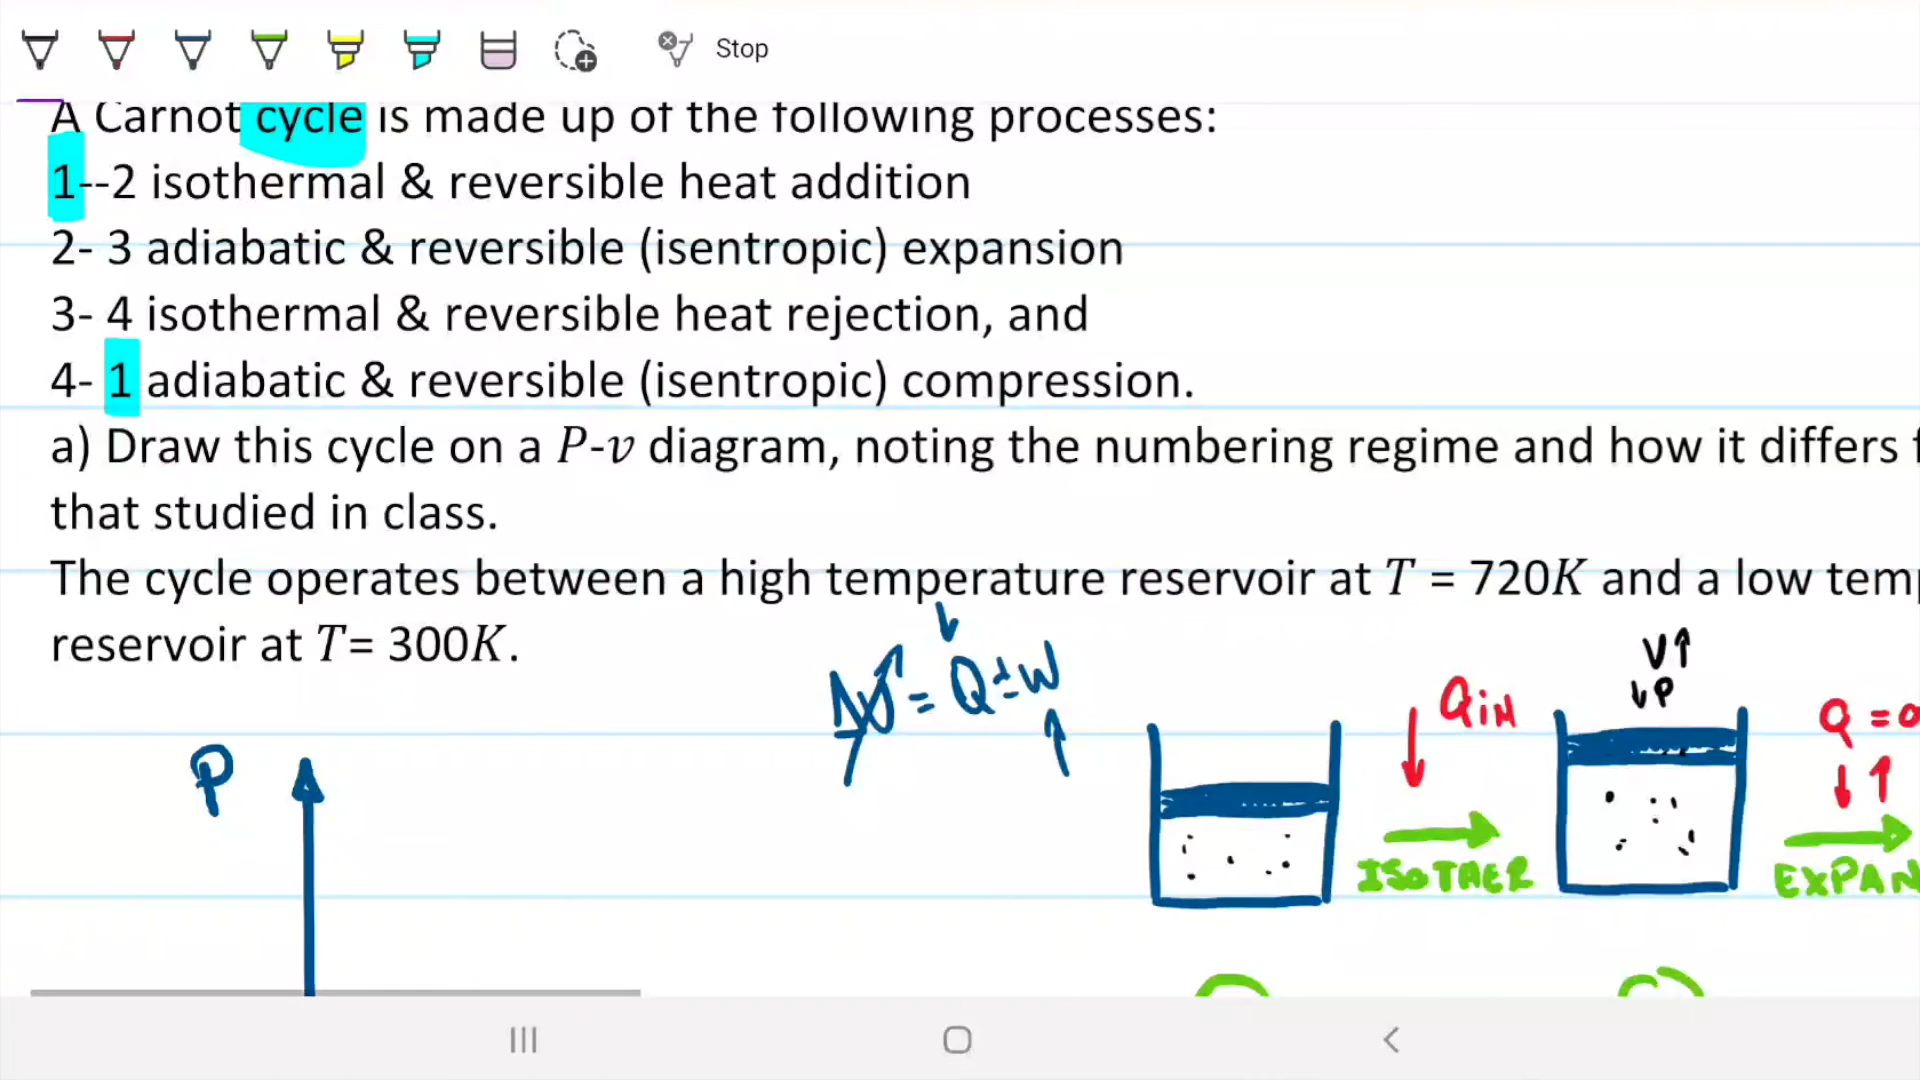 Stop
A Carnot cycle is made up of the following processes:
1--2 isothermal & reversible heat addition
2- 3 adiabatic & reversible (isentropic) expansion
3- 4 isothermal & reversible heat rejection, and
4- 1 adiabatic & reversible (isentropic) compression.
a) Draw this cycle on a P-v diagram, noting the numbering regime and how it differs f
that studied in class.
The cycle operates between a high temperature reservoir at T = 720K and a low temp
reservoir at T= 300K.
V↑
↓P
ΔU = Q±W
Qin
Q = 0
P
ISOTHER
EXPAN